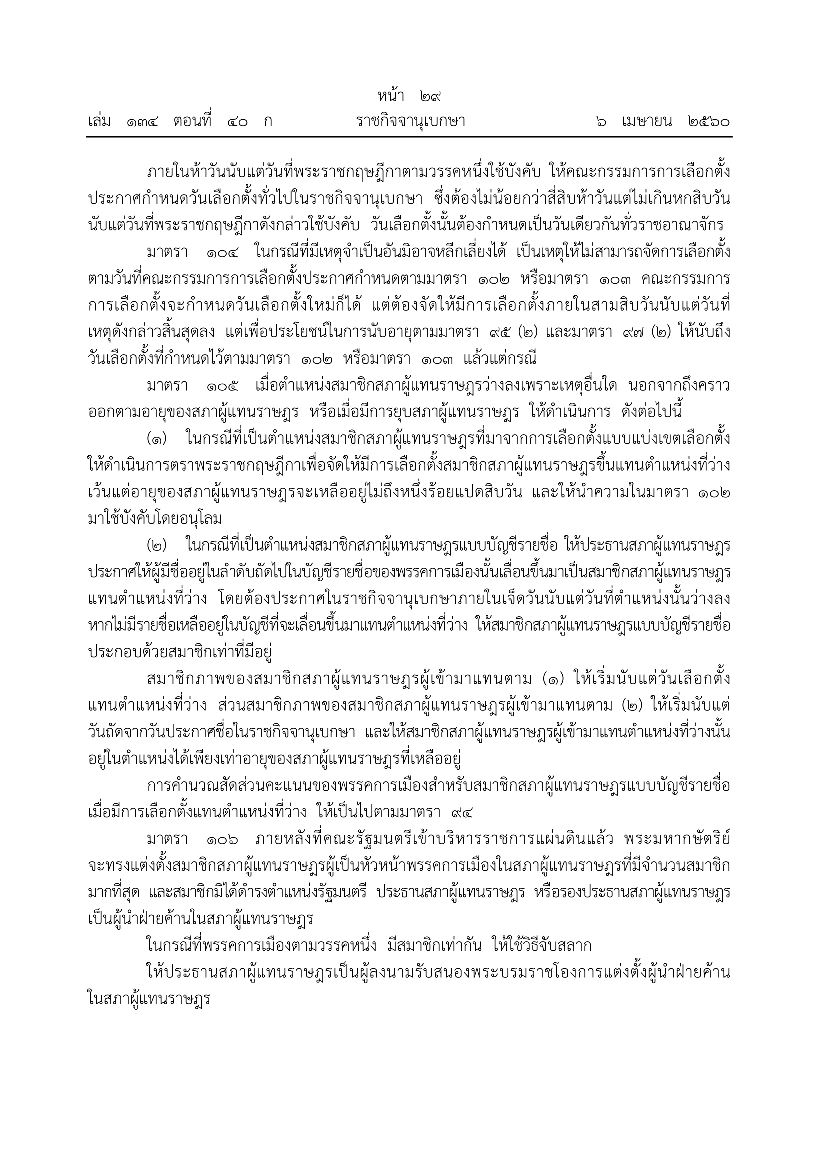 หน้า ๒๙
เล่ม ๑๓๔ ตอนที่ ๔๐ ก ราชกิจจานุเบกษา ๖ เมษายน ๒๕๖๐
ภายในห้าวันนับแต่วันที่พระราชกฤษฎีกาตามวรรคหนึ่งใช้บังคับ ให้คณะกรรมการการเลือกตั้ง
ประกาศกำหนดวันเลือกตั้งทั่วไปในราชกิจจานุเบกษา ซึ่งต้องไม่น้อยกว่าสี่สิบห้าวันแต่ไม่เกินหกสิบวัน
นับแต่วันที่พระราชกฤษฎีกาดังกล่าวใช้บังคับ วันเลือกตั้งนั้นต้องกำหนดเป็นวันเดียวกันทั่วราชอาณาจักร
มาตรา ๑๐๔ ในกรณีที่มีเหตุจำเป็นอันมิอาจหลีกเลี่ยงได้ เป็นเหตุให้ไม่สามารถจัดการเลือกตั้ง
ตามวันที่คณะกรรมการการเลือกตั้งประกาศกำหนดตามมาตรา ๑๐๒ หรือมาตรา ๑๐๓ คณะกรรมการ
การเลือกตั้งจะกำหนดวันเลือกตั้งใหม่ก็ได้ แต่ต้องจัดให้มีการเลือกตั้งภายในสามสิบวันนับแต่วันที่
เหตุดังกล่าวสิ้นสุดลง แต่เพื่อประโยชน์ในการนับอายุตามมาตรา ๙๕ (๒) และมาตรา ๙๗ (๒) ให้นับถึง
วันเลือกตั้งที่กำหนดไว้ตามมาตรา ๑๐๒ หรือมาตรา ๑๐๓ แล้วแต่กรณี
มาตรา ๑๐๕ เมื่อตำแหน่งสมาชิกสภาผู้แทนราษฎรว่างลงเพราะเหตุอื่นใด นอกจากถึงคราว
ออกตามอายุของสภาผู้แทนราษฎร หรือเมื่อมีการยุบสภาผู้แทนราษฎร ให้ดำเนินการ ดังต่อไปนี้
(๑) ในกรณีที่เป็นตำแหน่งสมาชิกสภาผู้แทนราษฎรที่มาจากการเลือกตั้งแบบแบ่งเขตเลือกตั้ง
ให้ดำเนินการตราพระราชกฤษฎีกาเพื่อจัดให้มีการเลือกตั้งสมาชิกสภาผู้แทนราษฎรขึ้นแทนตำแหน่งที่ว่าง
เว้นแต่อายุของสภาผู้แทนราษฎรจะเหลืออยู่ไม่ถึงหนึ่งร้อยแปดสิบวัน และให้นำความในมาตรา ๑๐๒
มาใช้บังคับโดยอนุโลม
(๒) ในกรณีที่เป็นตำแหน่งสมาชิกสภาผู้แทนราษฎรแบบบัญชีรายชื่อ ให้ประธานสภาผู้แทนราษฎร
ประกาศให้ผู้มีชื่ออยู่ในลำดับถัดไปในบัญชีรายชื่อของพรรคการเมืองนั้นเลื่อนขึ้นมาเป็นสมาชิกสภาผู้แทนราษฎร
แทนตำแหน่งที่ว่าง โดยต้องประกาศในราชกิจจานุเบกษาภายในเจ็ดวันนับแต่วันที่ตำแหน่งนั้นว่างลง
หากไม่มีรายชื่อเหลืออยู่ในบัญชีที่จะเลื่อนขึ้นมาแทนตำแหน่งที่ว่าง ให้สมาชิกสภาผู้แทนราษฎรแบบบัญชีรายชื่อ
ประกอบด้วยสมาชิกเท่าที่มีอยู่
สมาชิกภาพของสมาชิกสภาผู้แทนราษฎรผู้เข้ามาแทนตาม (๑) ให้เริ่มนับแต่วันเลือกตั้ง
แทนตำแหน่งที่ว่าง ส่วนสมาชิกภาพของสมาชิกสภาผู้แทนราษฎรผู้เข้ามาแทนตาม (๒) ให้เริ่มนับแต่
วันถัดจากวันประกาศชื่อในราชกิจจานุเบกษา และให้สมาชิกสภาผู้แทนราษฎรผู้เข้ามาแทนตำแหน่งที่ว่างนั้น
อยู่ในตำแหน่งได้เพียงเท่าอายุของสภาผู้แทนราษฎรที่เหลืออยู่
การคำนวณสัดส่วนคะแนนของพรรคการเมืองสำหรับสมาชิกสภาผู้แทนราษฎรแบบบัญชีรายชื่อ
เมื่อมีการเลือกตั้งแทนตำแหน่งที่ว่าง ให้เป็นไปตามมาตรา ๙๔
มาตรา ๑๐๖ ภายหลังที่คณะรัฐมนตรีเข้าบริหารราชการแผ่นดินแล้ว พระมหากษัตริย์
จะทรงแต่งตั้งสมาชิกสภาผู้แทนราษฎรผู้เป็นหัวหน้าพรรคการเมืองในสภาผู้แทนราษฎรที่มีจำนวนสมาชิก
มากที่สุด และสมาชิกมิได้ดำรงตำแหน่งรัฐมนตรี ประธานสภาผู้แทนราษฎร หรือรองประธานสภาผู้แทนราษฎร
เป็นผู้นำฝ่ายค้านในสภาผู้แทนราษฎร
ในกรณีที่พรรคการเมืองตามวรรคหนึ่ง มีสมาชิกเท่ากัน ให้ใช้วิธีจับสลาก
ให้ประธานสภาผู้แทนราษฎรเป็นผู้ลงนามรับสนองพระบรมราชโองการแต่งตั้งผู้นำฝ่ายค้าน
ในสภาผู้แทนราษฎร